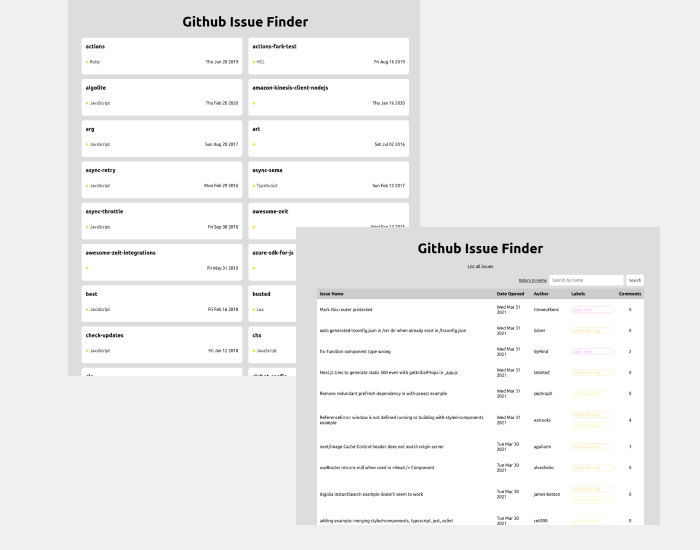 Github Issue Finder
actions
Ruby Thu Jun 20 2019
actions-fork-test
HCL Fri Aug 16 2019
algolite
JavaScript Thu Feb 20 2020
amazon-kinesis-client-nodejs
Thu Jan 16 2020
arg
JavaScript Sun Aug 20 2017
art
Sat Jul 02 2016
async-retry
JavaScript Mon Feb 29 2016
async-sema
TypeScript Sun Feb 12 2017
async-throttle
JavaScript Fri Sep 30 2016
awesome-zeit
awesome-zeit-integrations
Fri May 31 2019
azure-sdk-for-js
best
JavaScript Fri Feb 16 2018
busted
Lua
check-updates
JavaScript Fri Jan 12 2018
chx
JavaScript
Github Issue Finder
List all issues
Return to Home Search by name Search
Issue Name Date Opened Author Labels Comments
Mark this router protected Wed Mar 31 2021 timneutkens 0
auto generated tsconfig.json in /src dir when already exist in /tsconfig.json Wed Mar 31 2021 0
fix: function component type wrong Wed Mar 31 2021 SyMind 2
Next.js tries to generate static 500 even with getInitialProps in _app.js Wed Mar 31 2021 0
Remove redundant prefresh dependency in with-preact example Wed Mar 31 2021 zephraph 0
ReferenceError: window is not defined running or building with-styled-components example Wed Mar 31 2021 netrocks 4
next/image Cache-Control header does not match origin server Tue Mar 30 2021 aguilarm 1
useRouter returns null when used in <Head /> Component Tue Mar 30 2021 alveshelio 0
Algolia InstantSearch example doesn't seem to work Tue Mar 30 2021 james-benton 0
adding example: merging styled-components, typescript, jest, eslint Tue Mar 30 2021 0